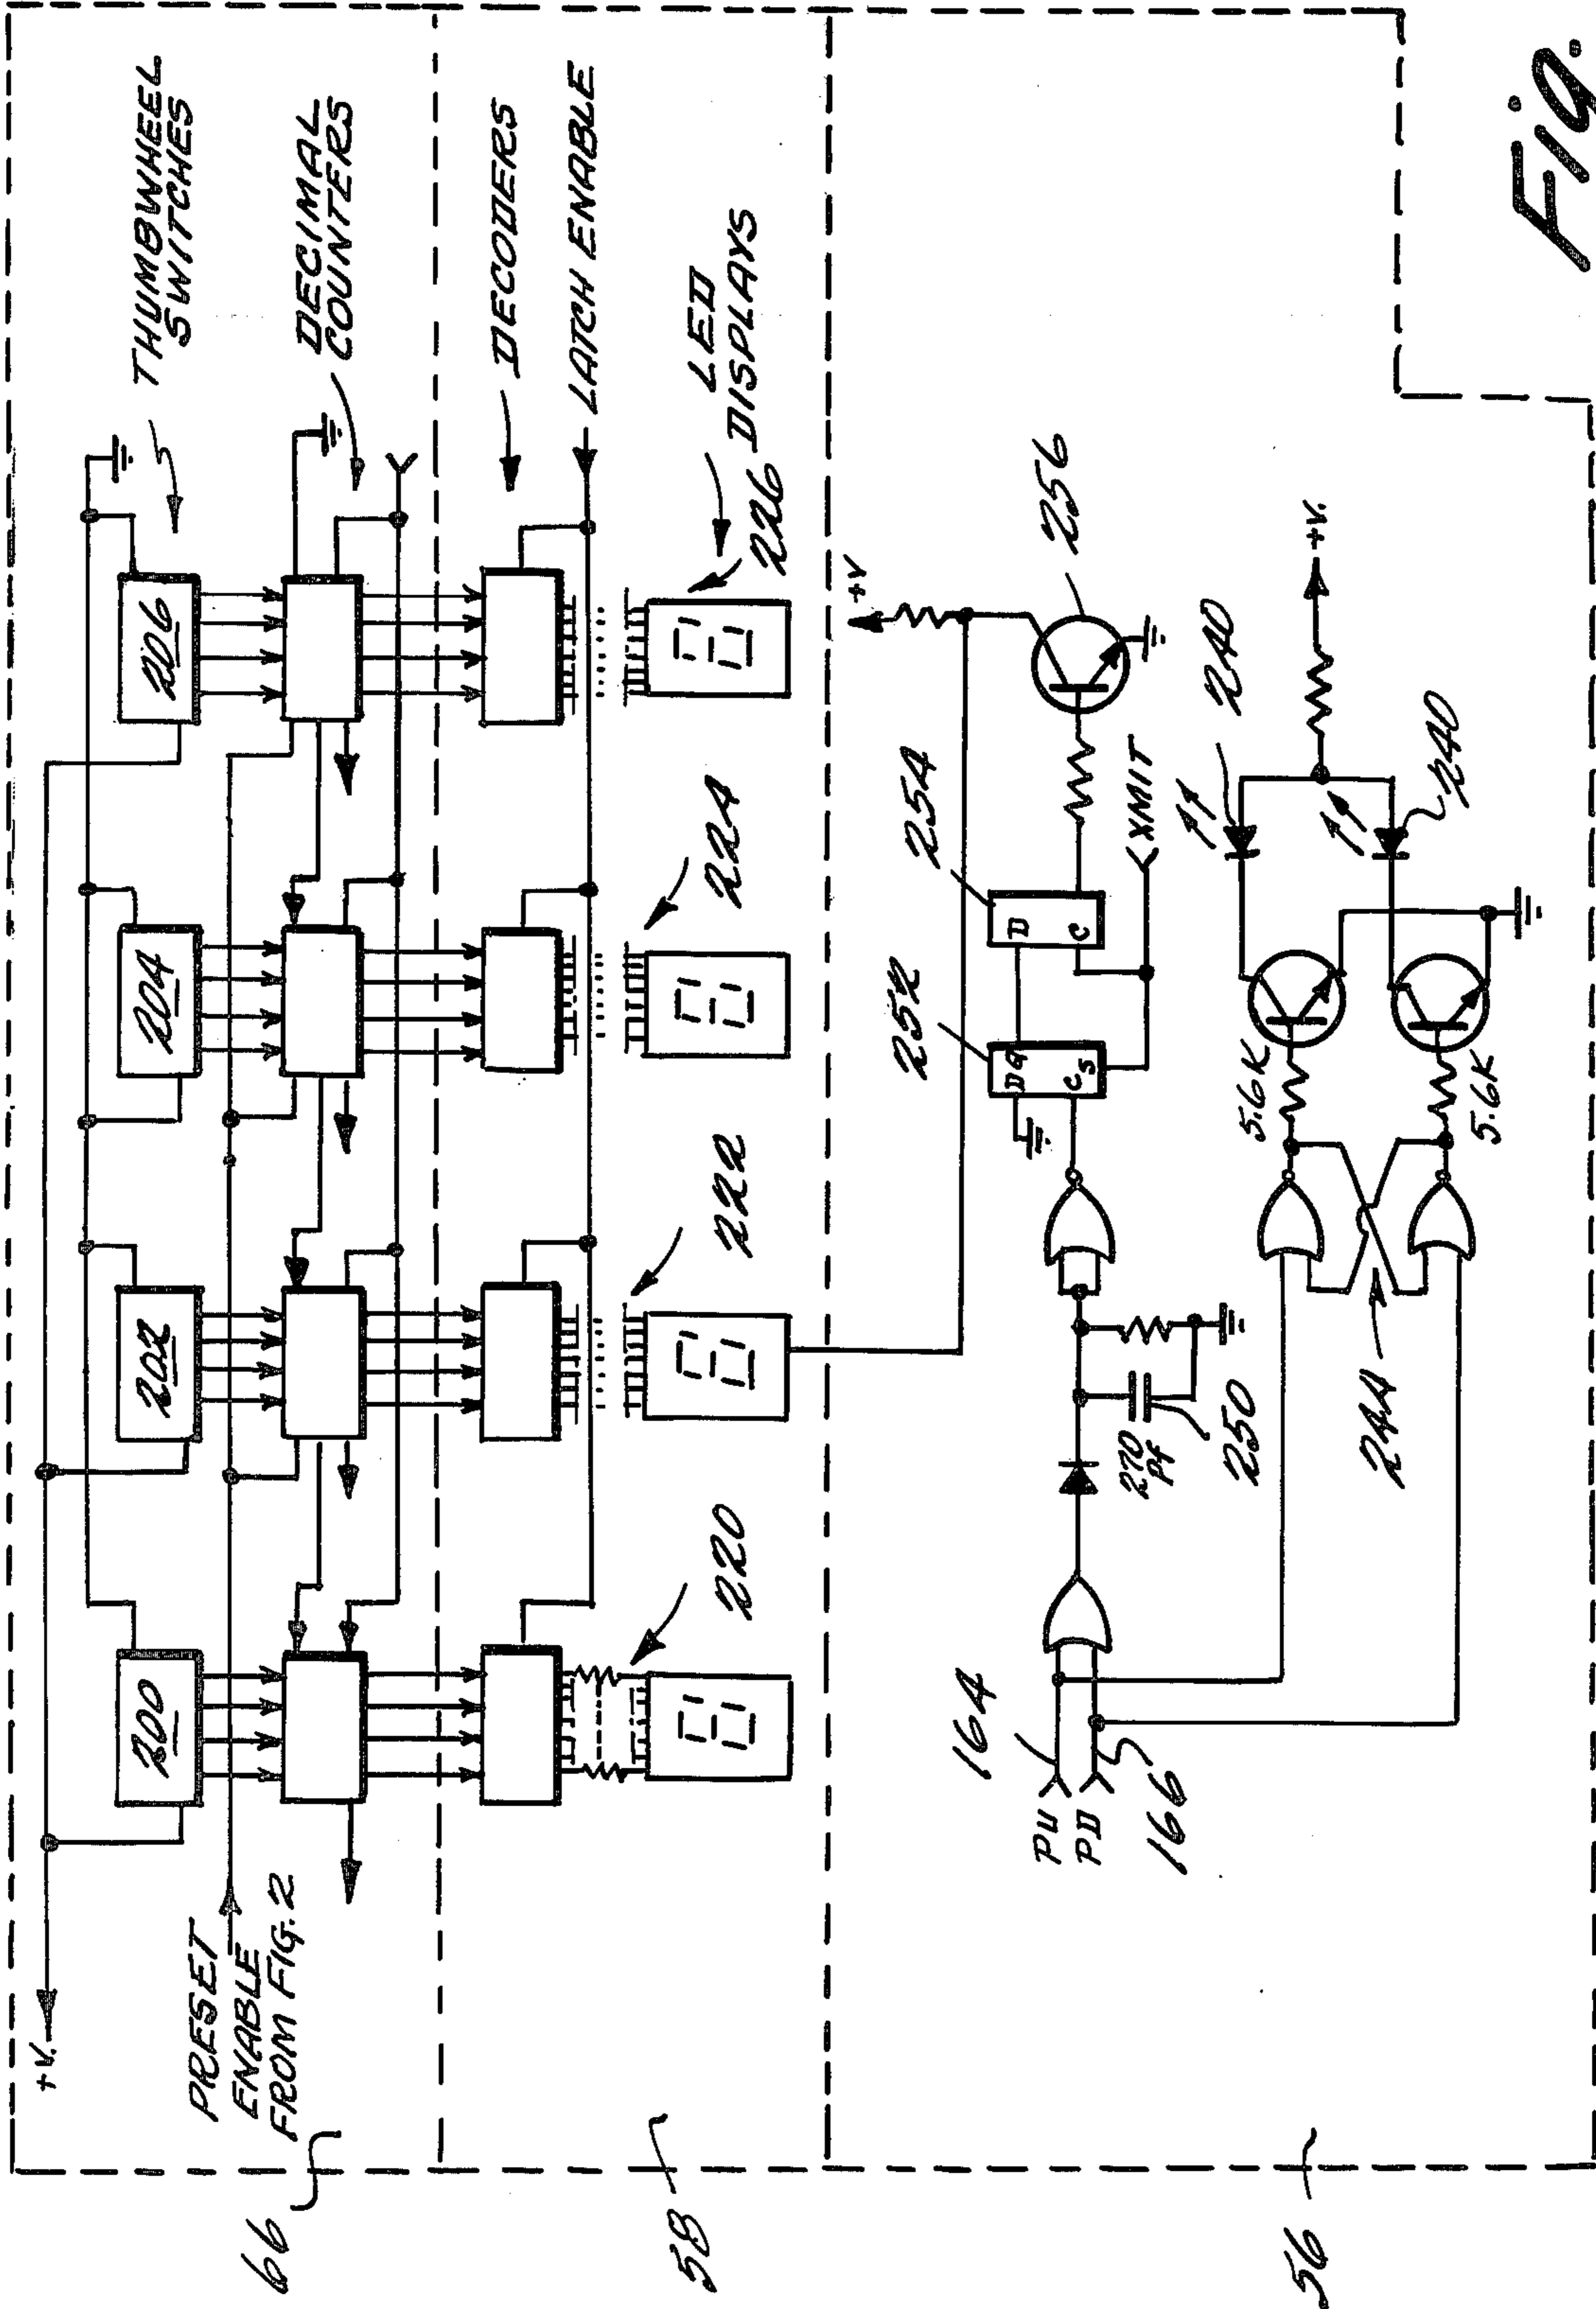 THUMBWHEEL
SWITCHES
DECIMAL
COUNTERS
DECODERS
LATCH ENABLE
LED
DISPLAYS
+V.
PRESET
ENABLE
FROM FIG. 2
200
202
204
206
220
222
224
226
66
58
56
+V
256
254
252
D
C
D Q
C S
XMIT
PU
PD
164
166
270
Pf
250
244
5.6K
5.6K
240
240
+V.
Fig.